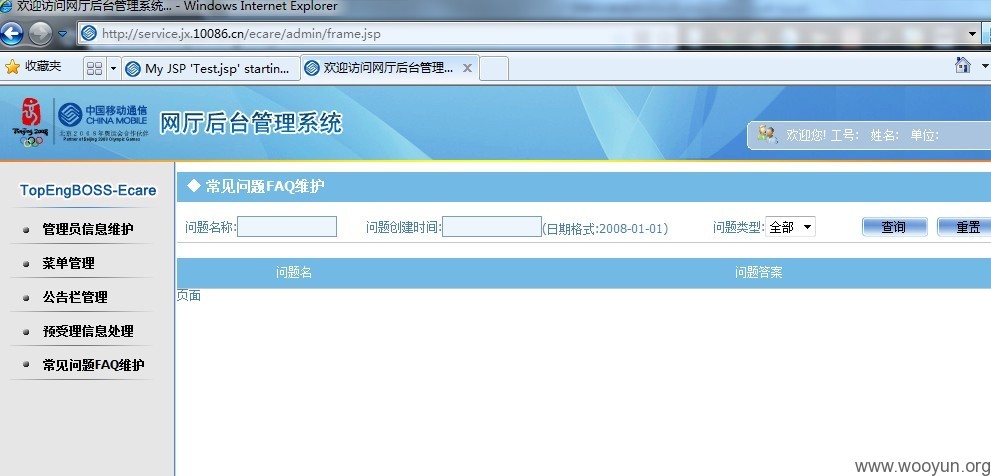 欢迎访问网厅后台管理系统... - Windows Internet Explorer
http://service.jx.10086.cn/ecare/admin/frame.jsp
收藏夹
My JSP 'Test.jsp' startin...
欢迎访问网厅后台管理...
Beijing 2008
中国移动通信
CHINA MOBILE
北京2008年奥运会合作伙伴
Partner of Beijing 2008 Olympic Games
网厅后台管理系统
欢迎您! 工号: 姓名: 单位:
TopEngBOSS-Ecare
管理员信息维护
菜单管理
公告栏管理
预受理信息处理
常见问题FAQ维护
◆ 常见问题FAQ维护
问题名称: 问题创建时间: (日期格式:2008-01-01) 问题类型: 全部 查询 重置
问题名 问题答案
页面
www.wooyun.org